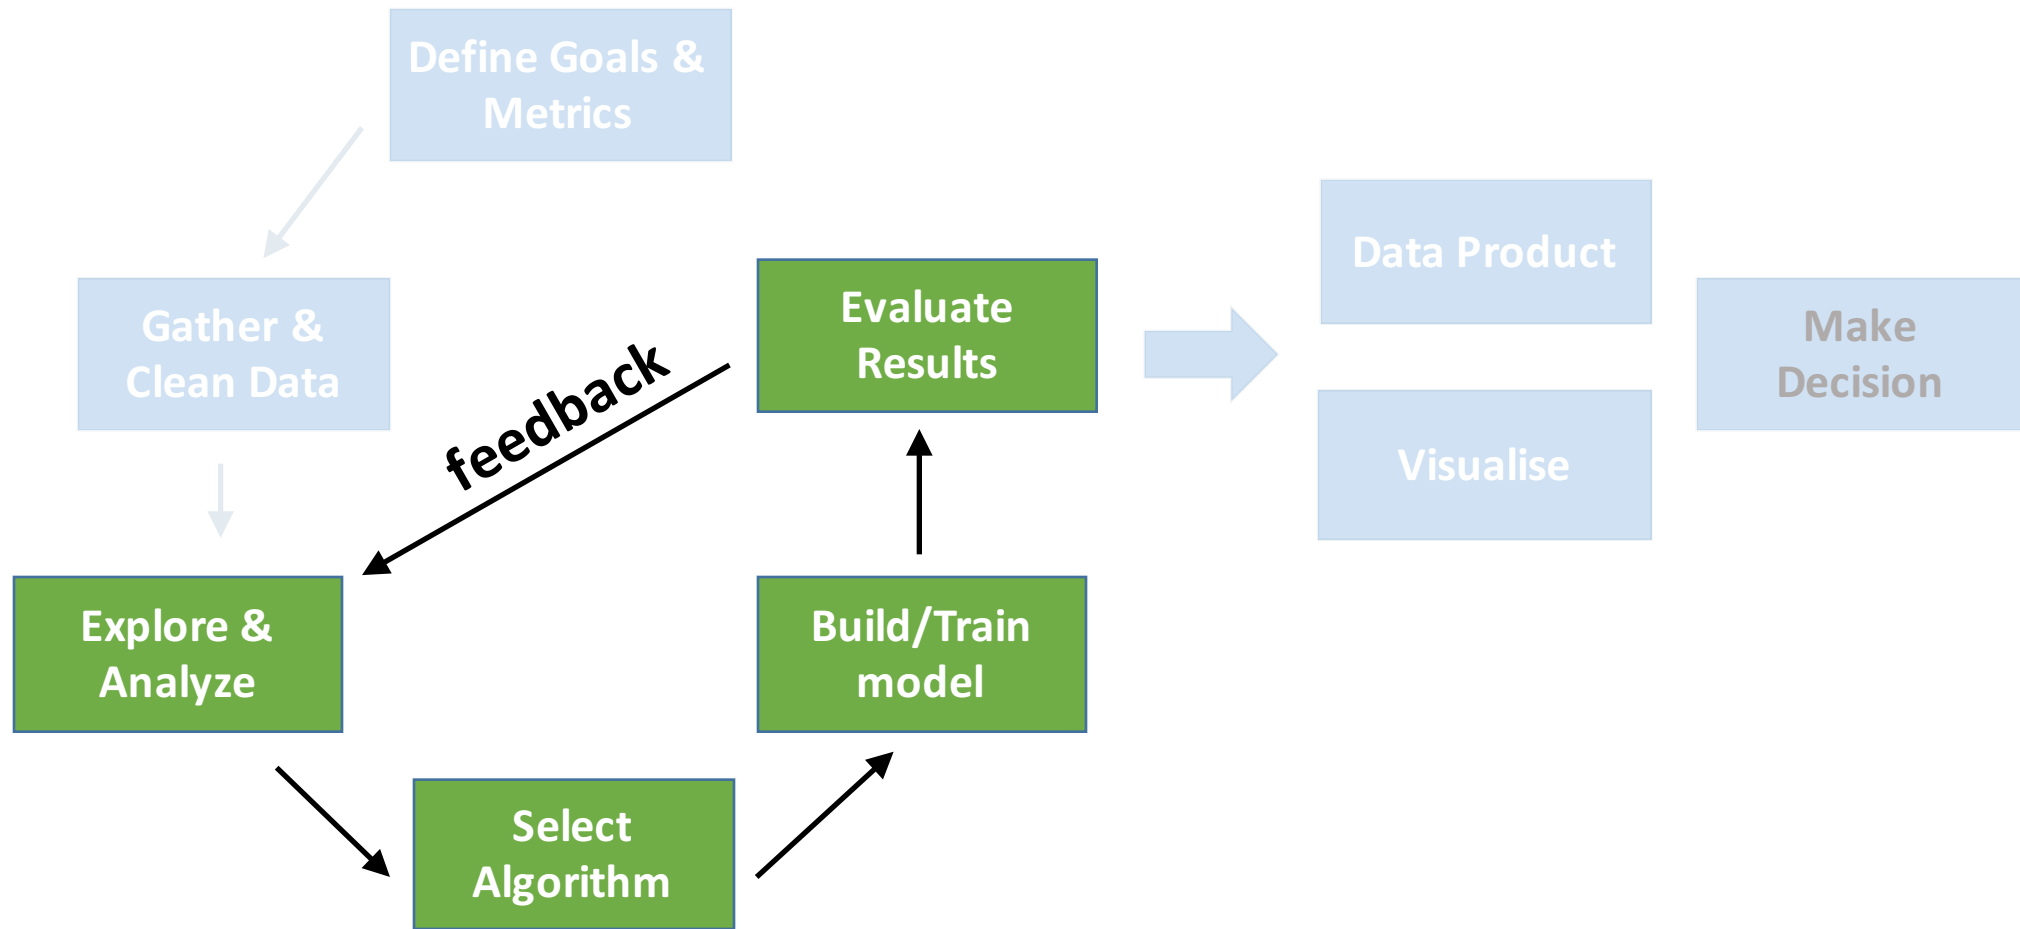 Define Goals &
Metrics
Gather &
Clean Data
feedback
Evaluate
Results
Data Product
Make
Decision
Visualise
Explore &
Analyze
Build/Train
model
Select
Algorithm